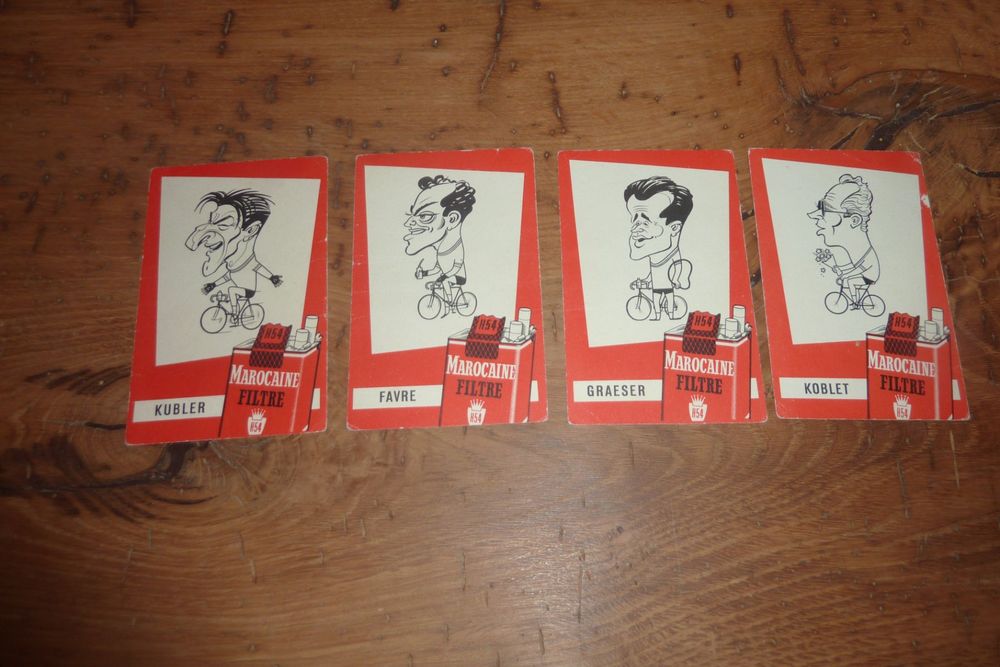 H54
MAROCAINE
FILTRE
H54
KUBLER
H54
MAROCAINE
FILTRE
H54
FAVRE
H54
MAROCAINE
FILTRE
H54
GRAESER
H54
MAROCAINE
FILTRE
H54
KOBLET